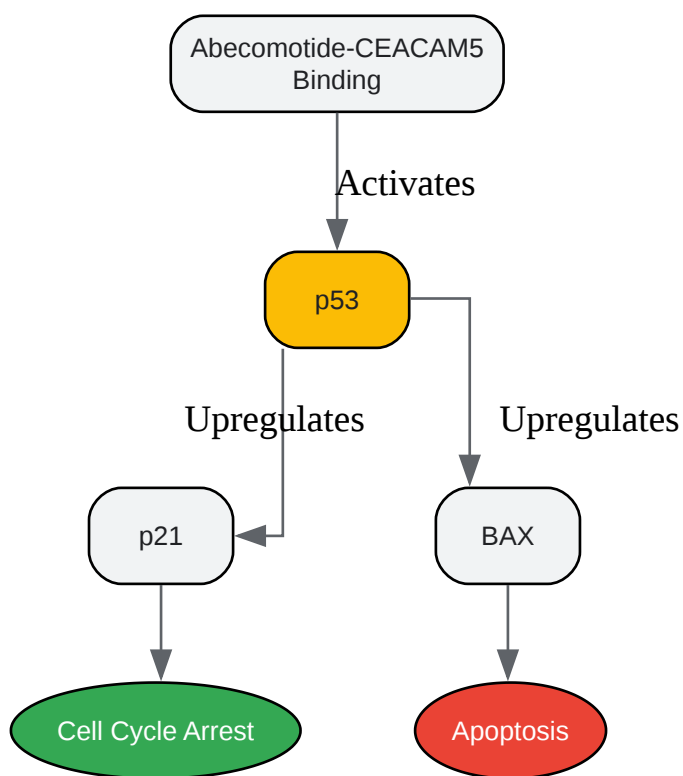 Abecomotide-CEACAM5
Binding
Activates
p53
Upregulates
Upregulates
p21
BAX
Cell Cycle Arrest
Apoptosis